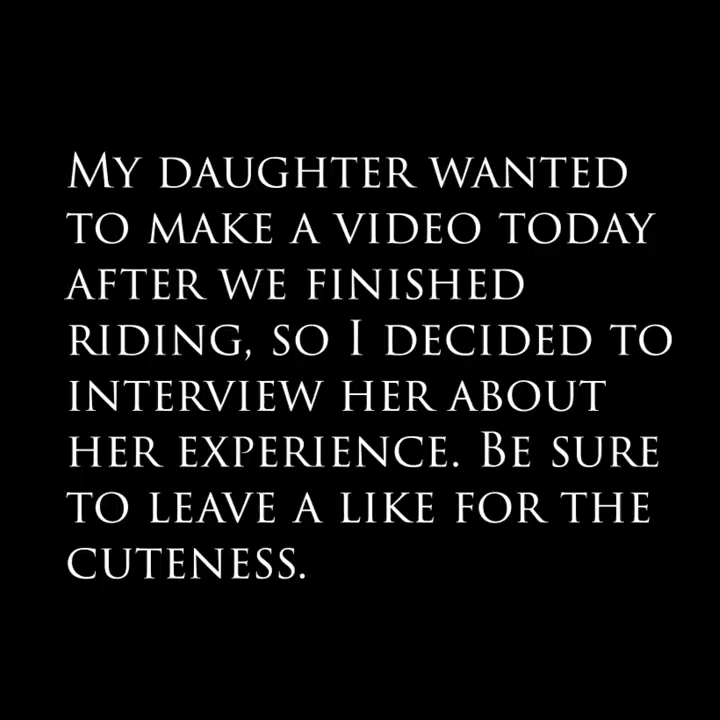 My daughter wanted
to make a video today
after we finished
riding, so I decided to
interview her about
her experience. Be sure
to leave a like for the
cuteness.